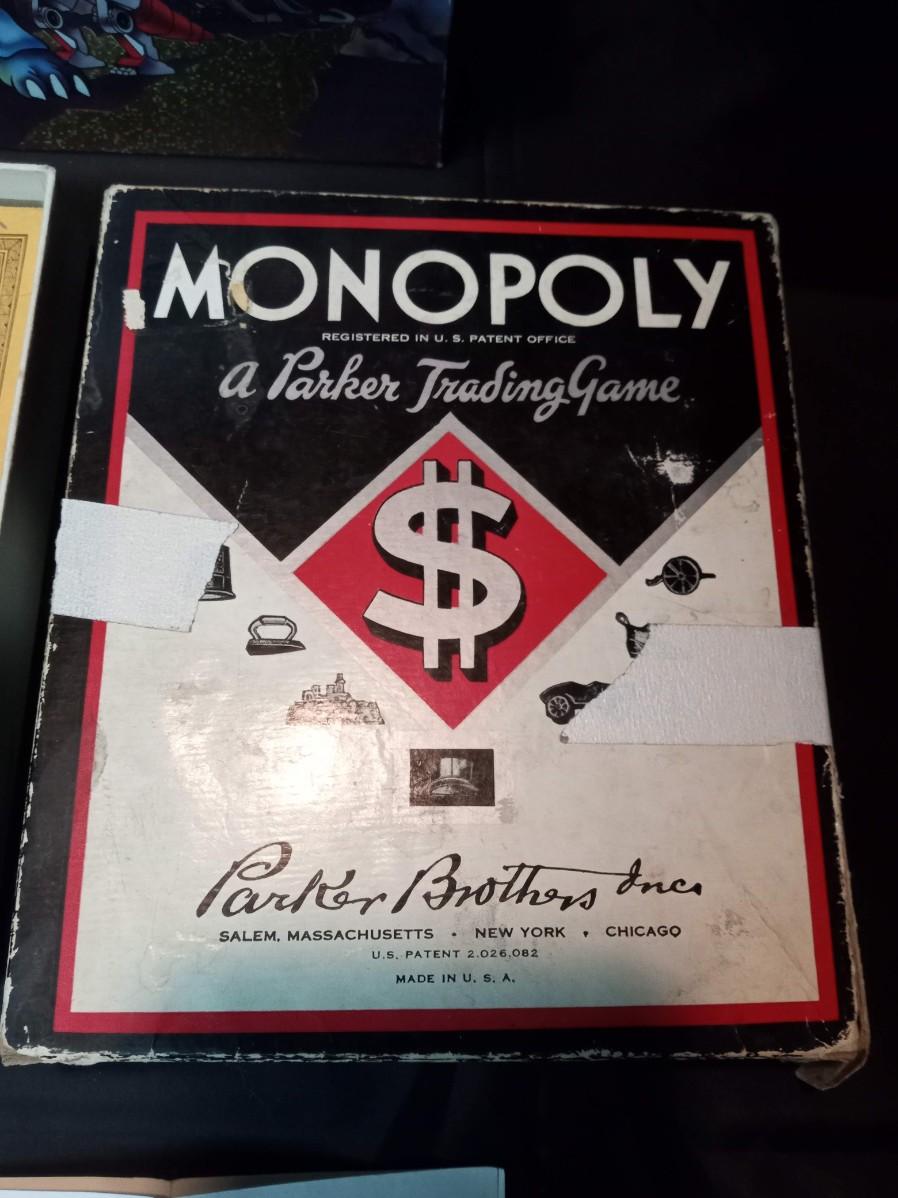 MONOPOLY
REGISTERED IN U. S. PATENT OFFICE
A Parker Trading Game
$
Parker Brothers Inc.
SALEM, MASSACHUSETTS • NEW YORK • CHICAGO
U.S. PATENT 2,026,082
MADE IN U. S. A.